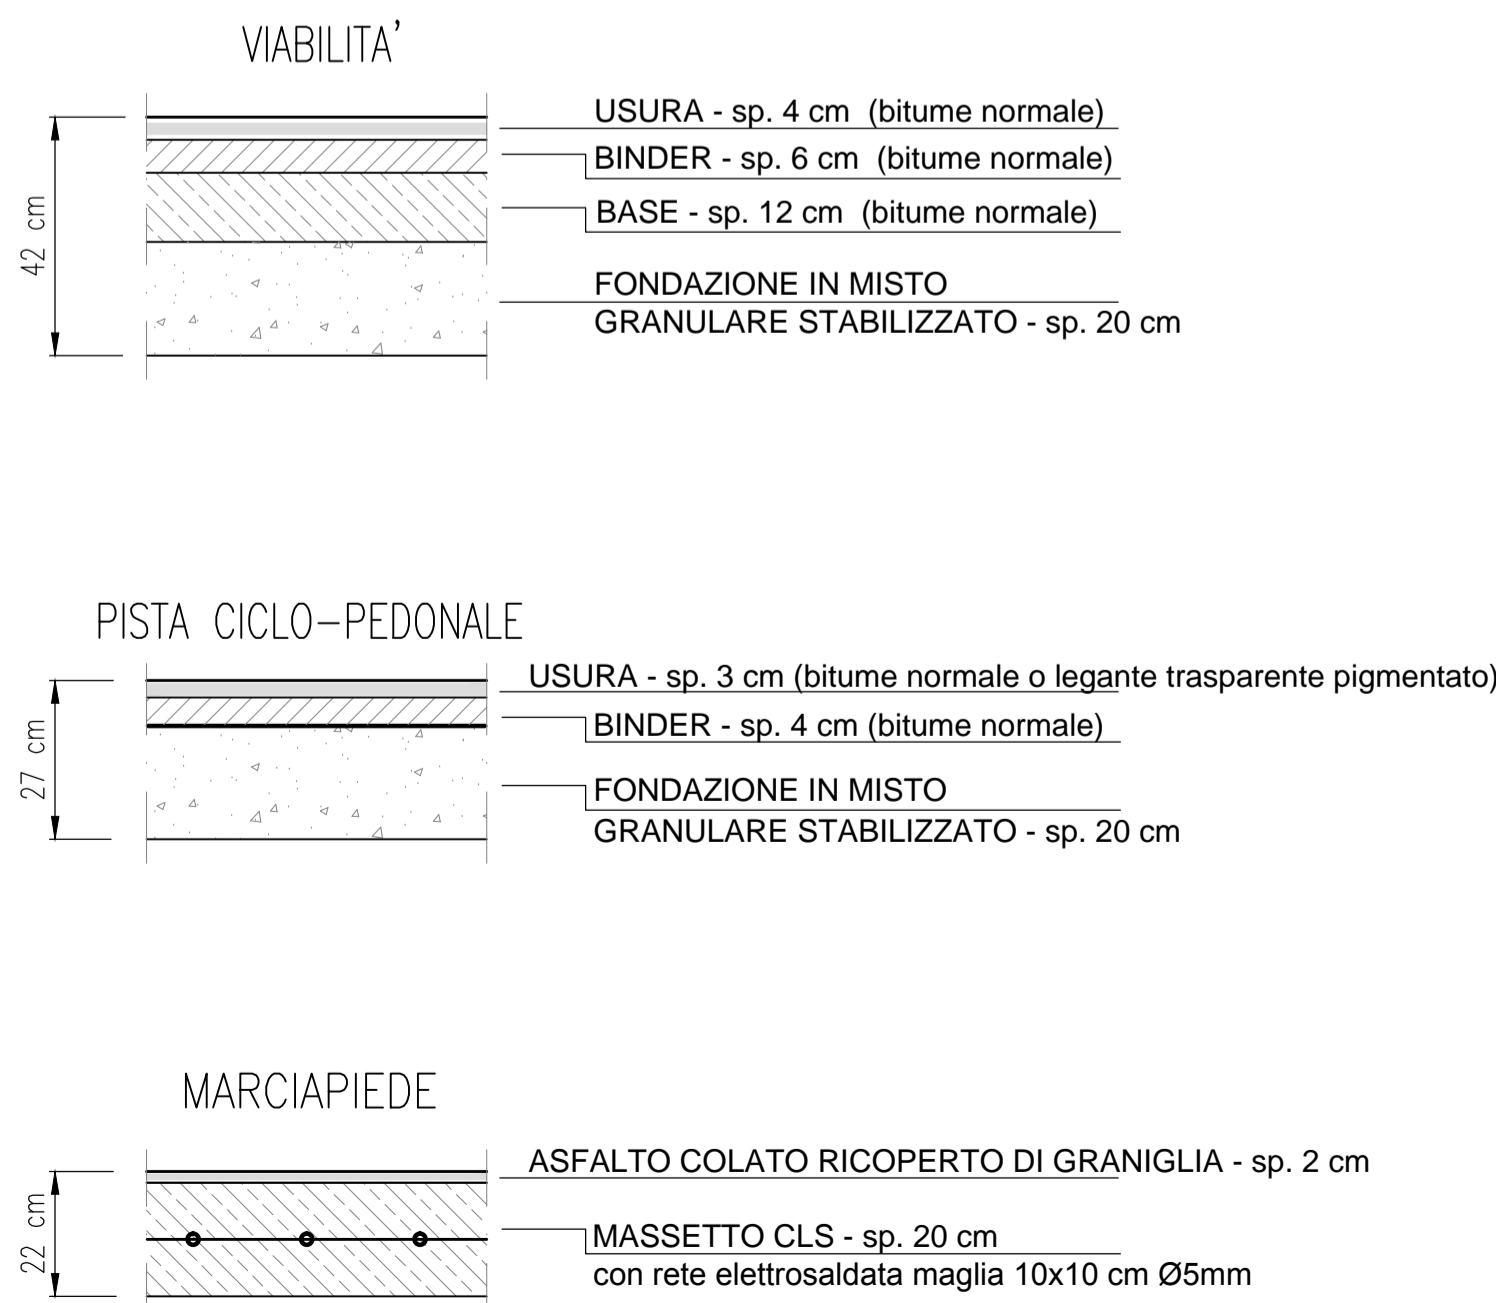 VIABILITA'
USURA - sp. 4 cm (bitume normale)
BINDER - sp. 6 cm (bitume normale)
BASE - sp. 12 cm (bitume normale)
42 cm
FONDAZIONE IN MISTO
GRANULARE STABILIZZATO - sp. 20 cm
PISTA CICLO-PEDONALE
USURA - sp. 3 cm (bitume normale o legante trasparente pigmentato)
BINDER - sp. 4 cm (bitume normale)
27 cm
FONDAZIONE IN MISTO
GRANULARE STABILIZZATO - sp. 20 cm
MARCIAPIEDE
ASFALTO COLATO RICOPERTO DI GRANIGLIA - sp. 2 cm
22 cm
MASSETTO CLS - sp. 20 cm
con rete elettrosaldata maglia 10x10 cm Ø5mm